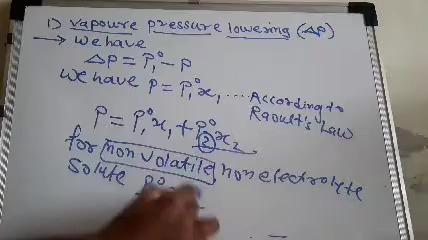 1) vapoure pressure lowering (ΔP)
→ we have
ΔP = P₁° - P
we have P = P₁°x₁ .... According to Raoult's Law
P = P₁°x₁ + P₂°x₂
for non volatile non electrolyte
solute